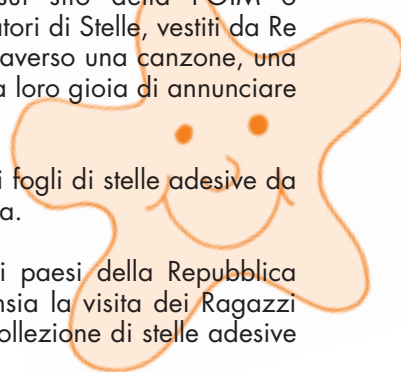 sul sito della
atori di Stelle, vestiti da Re
averso una canzone, una
a loro gioia di annunciare
i fogli di stelle adesive da
a.
i paesi della Repubblica
nsia la visita dei Ragazzi
ollezione di stelle adesive